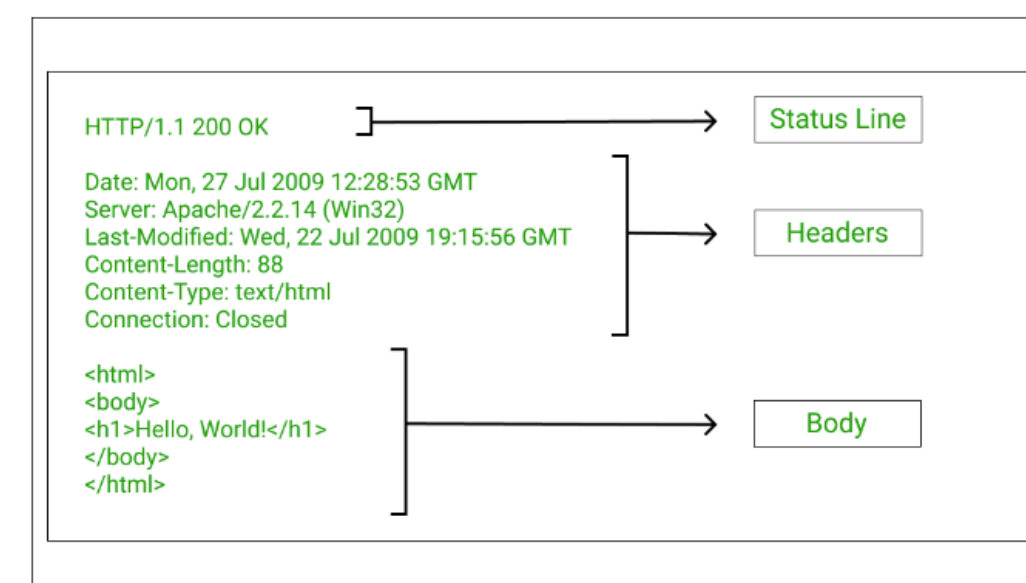 HTTP/1.1 200 OK
Status Line
Date: Mon, 27 Jul 2009 12:28:53 GMT
Server: Apache/2.2.14 (Win32)
Last-Modified: Wed, 22 Jul 2009 19:15:56 GMT
Content-Length: 88
Content-Type: text/html
Connection: Closed
Headers
<html>
<body>
<h1>Hello, World!</h1>
</body>
</html>
Body